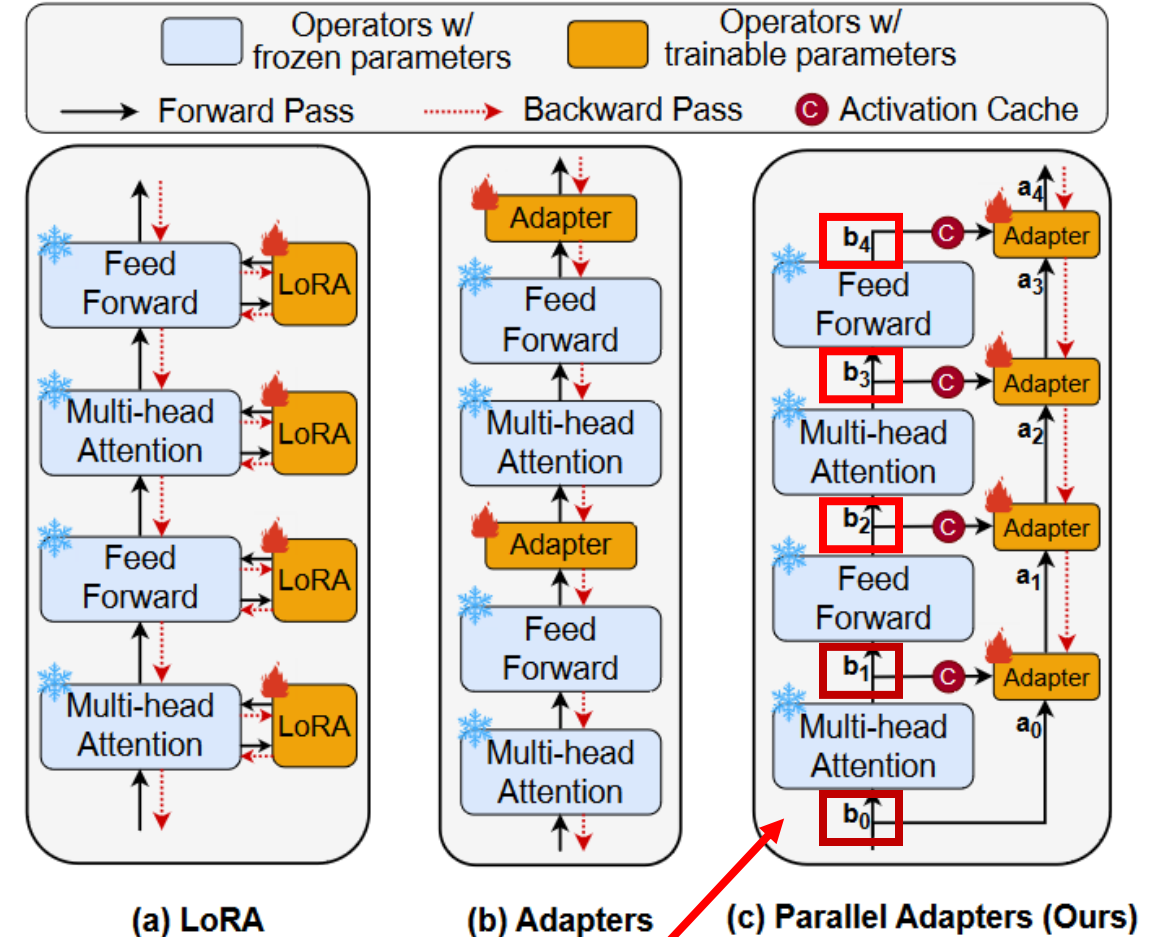 Operators w/
frozen parameters
Operators w/
trainable parameters
Forward Pass
Backward Pass
C Activation Cache
Feed
Forward
LoRA
Multi-head
Attention
LoRA
Feed
Forward
LoRA
Multi-head
Attention
LoRA
(a) LoRA
Adapter
Feed
Forward
Multi-head
Attention
Adapter
Feed
Forward
Multi-head
Attention
(b) Adapters
a4
b4
C
Adapter
Feed
Forward
a3
b3
C
Adapter
Multi-head
Attention
a2
b2
C
Adapter
Feed
Forward
a1
b1
C
Adapter
Multi-head
Attention
a0
b0
(c) Parallel Adapters (Ours)